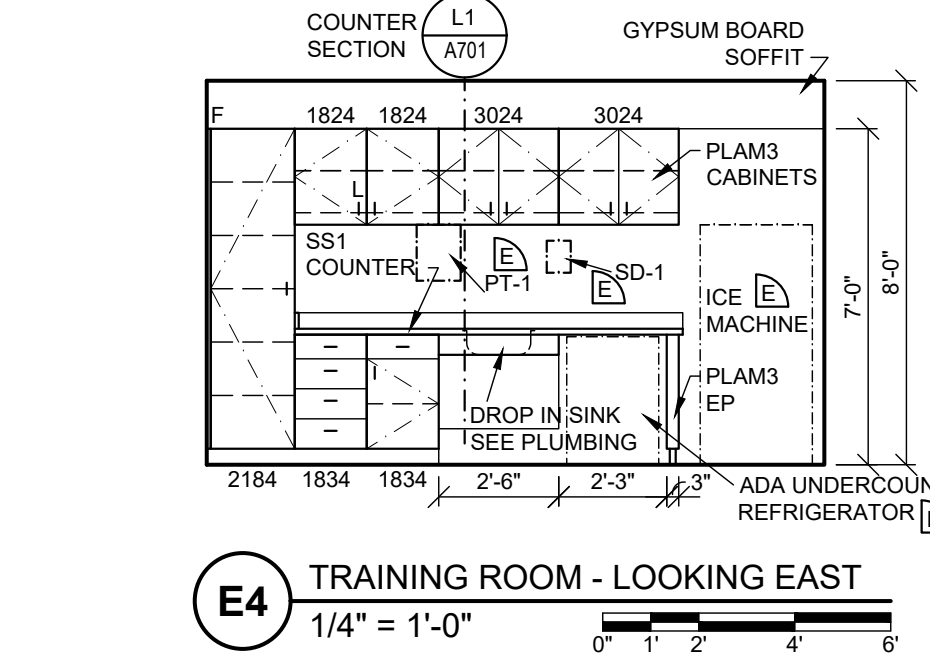 COUNTER
SECTION
L1
A701
GYPSUM BOARD
SOFFIT
F
1824
1824
3024
3024
PLAM3
CABINETS
L
SS1
COUNTER
PT-1
E
SD-1
E
ICE
MACHINE
E
7'-0"
8'-0"
PLAM3
EP
DROP IN SINK
SEE PLUMBING
2184
1834
1834
2'-6"
2'-3"
3"
ADA UNDERCOUN
REFRIGERATOR
E4
TRAINING ROOM - LOOKING EAST
1/4" = 1'-0"
0"
1'
2'
4'
6'